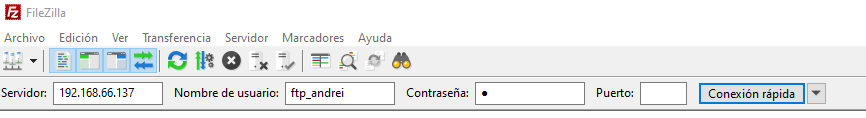 FileZilla
Archivo Edición Ver Transferencia Servidor Marcadores Ayuda
Servidor: 192.168.66.137 Nombre de usuario: ftp_andrei Contraseña: ● Puerto: Conexión rápida